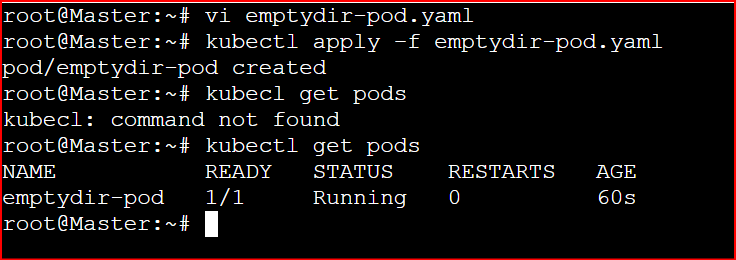 root@Master:~# vi emptydir-pod.yaml
root@Master:~# kubectl apply -f emptydir-pod.yaml
pod/emptydir-pod created
root@Master:~# kubecl get pods
kubecl: command not found
root@Master:~# kubectl get pods
NAME READY STATUS RESTARTS AGE
emptydir-pod 1/1 Running 0 60s
root@Master:~#